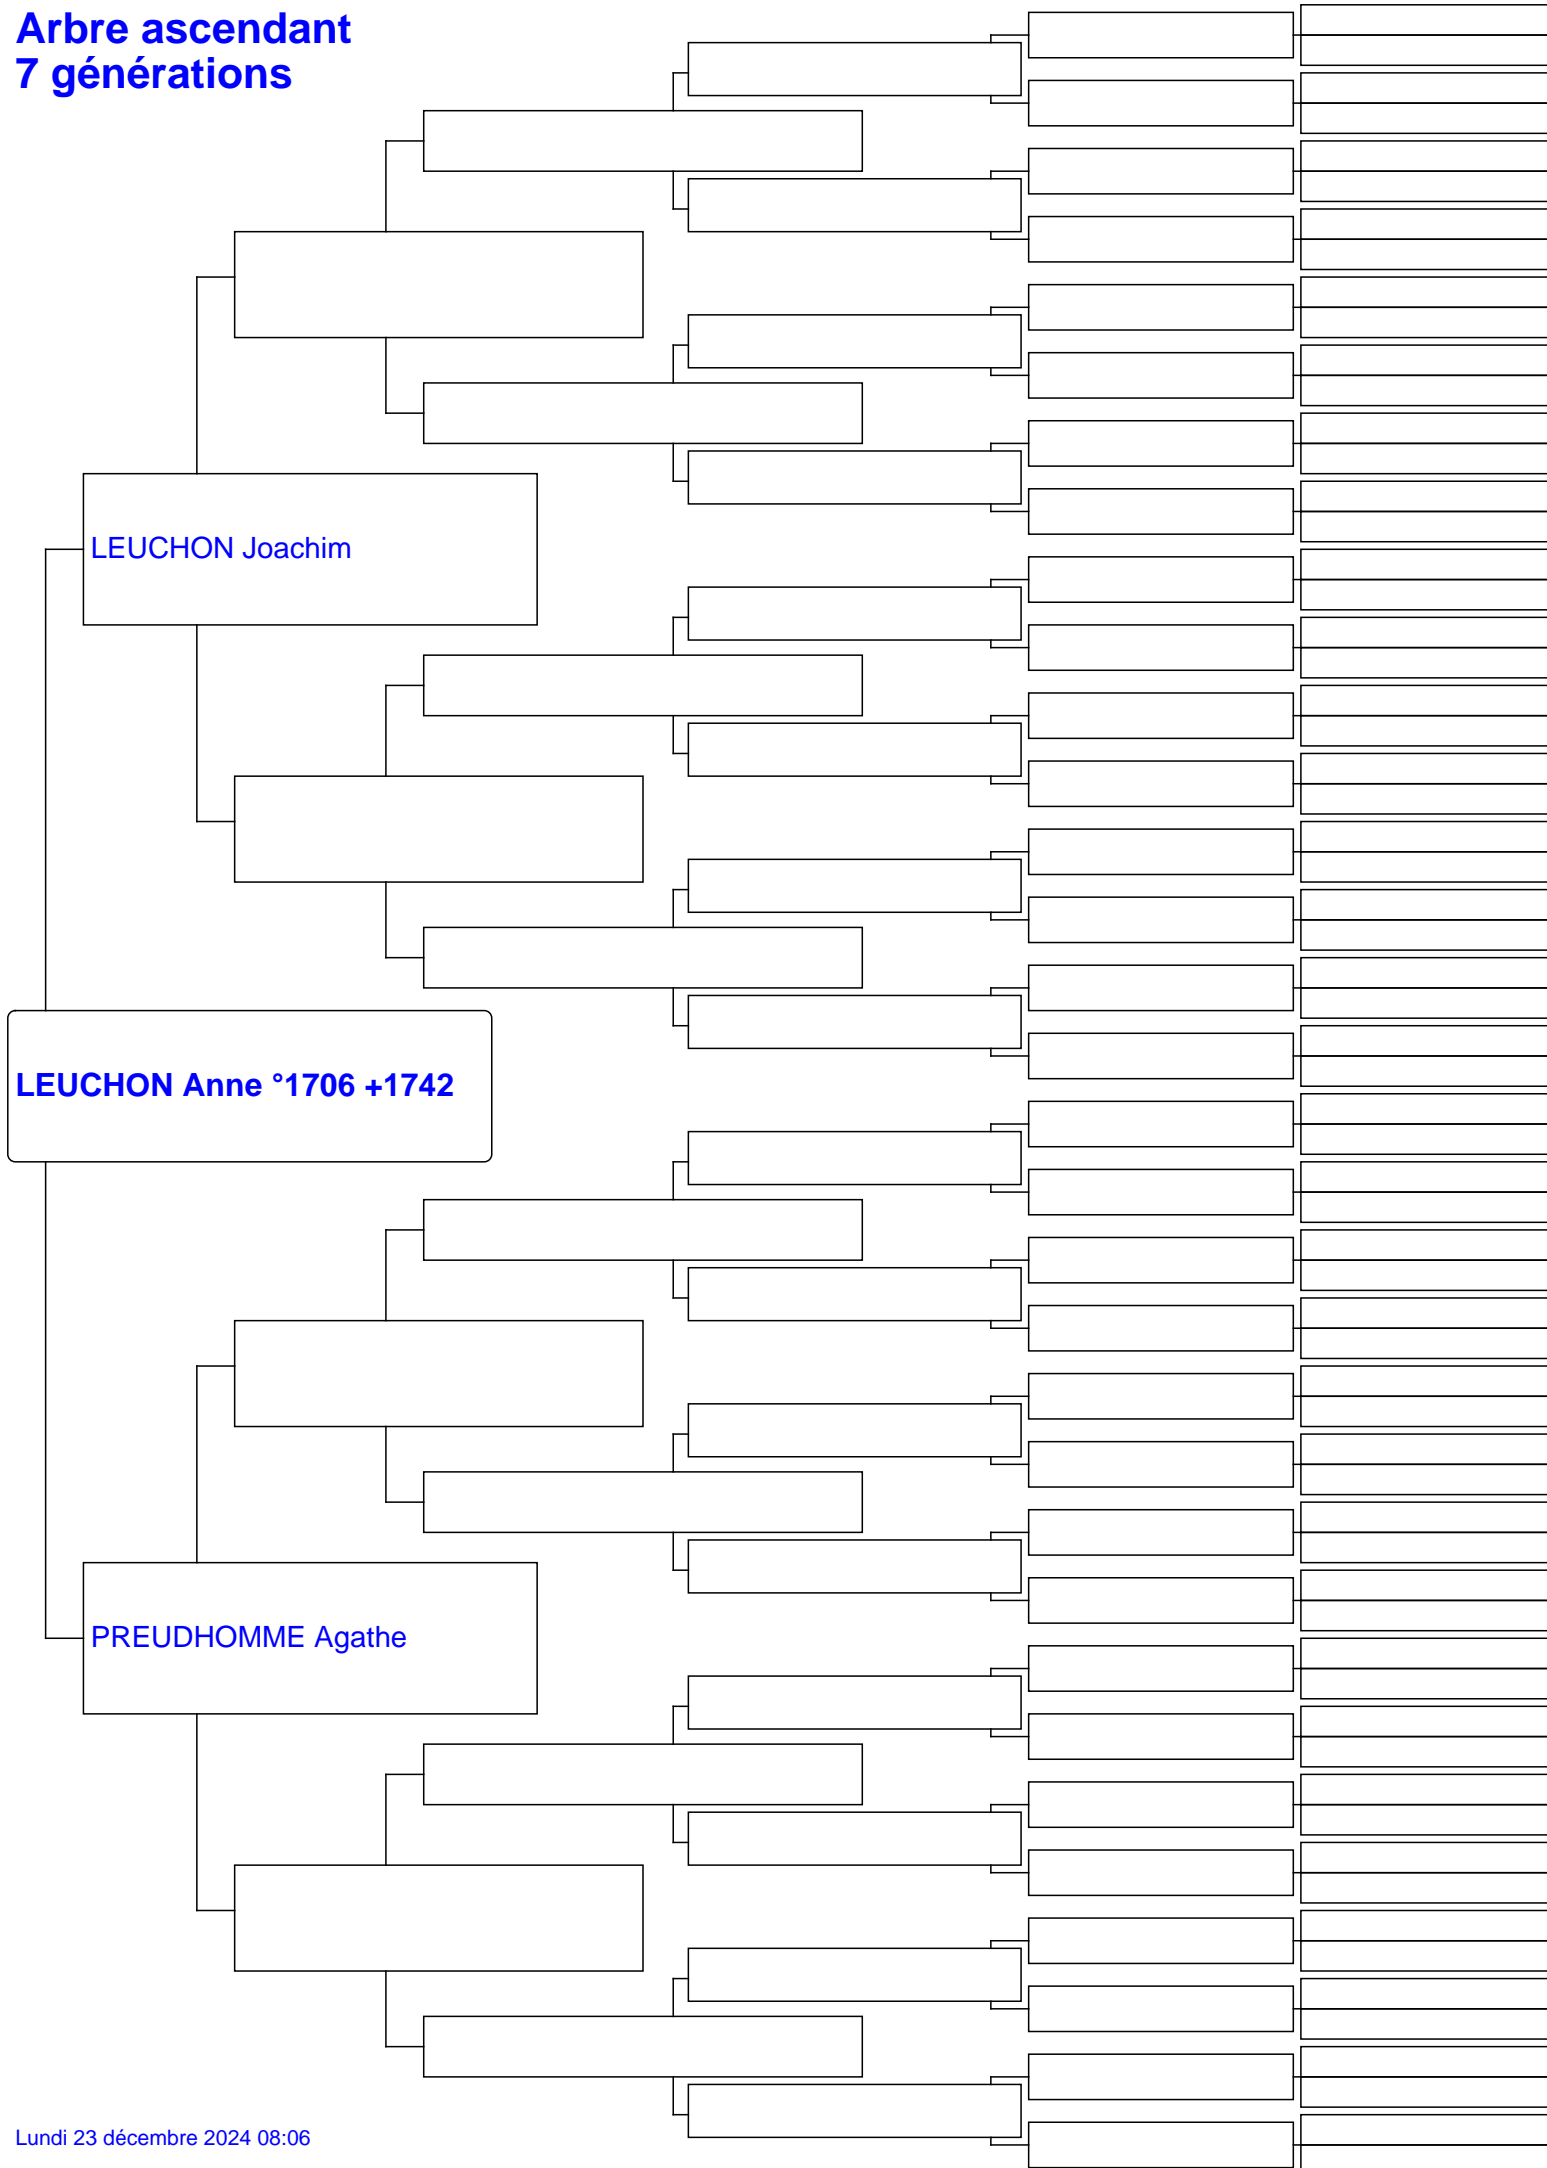 Arbre ascendant
7 générations
LEUCHON Joachim
LEUCHON Anne °1706 +1742
PREUDHOMME Agathe
Lundi 23 décembre 2024 08:06